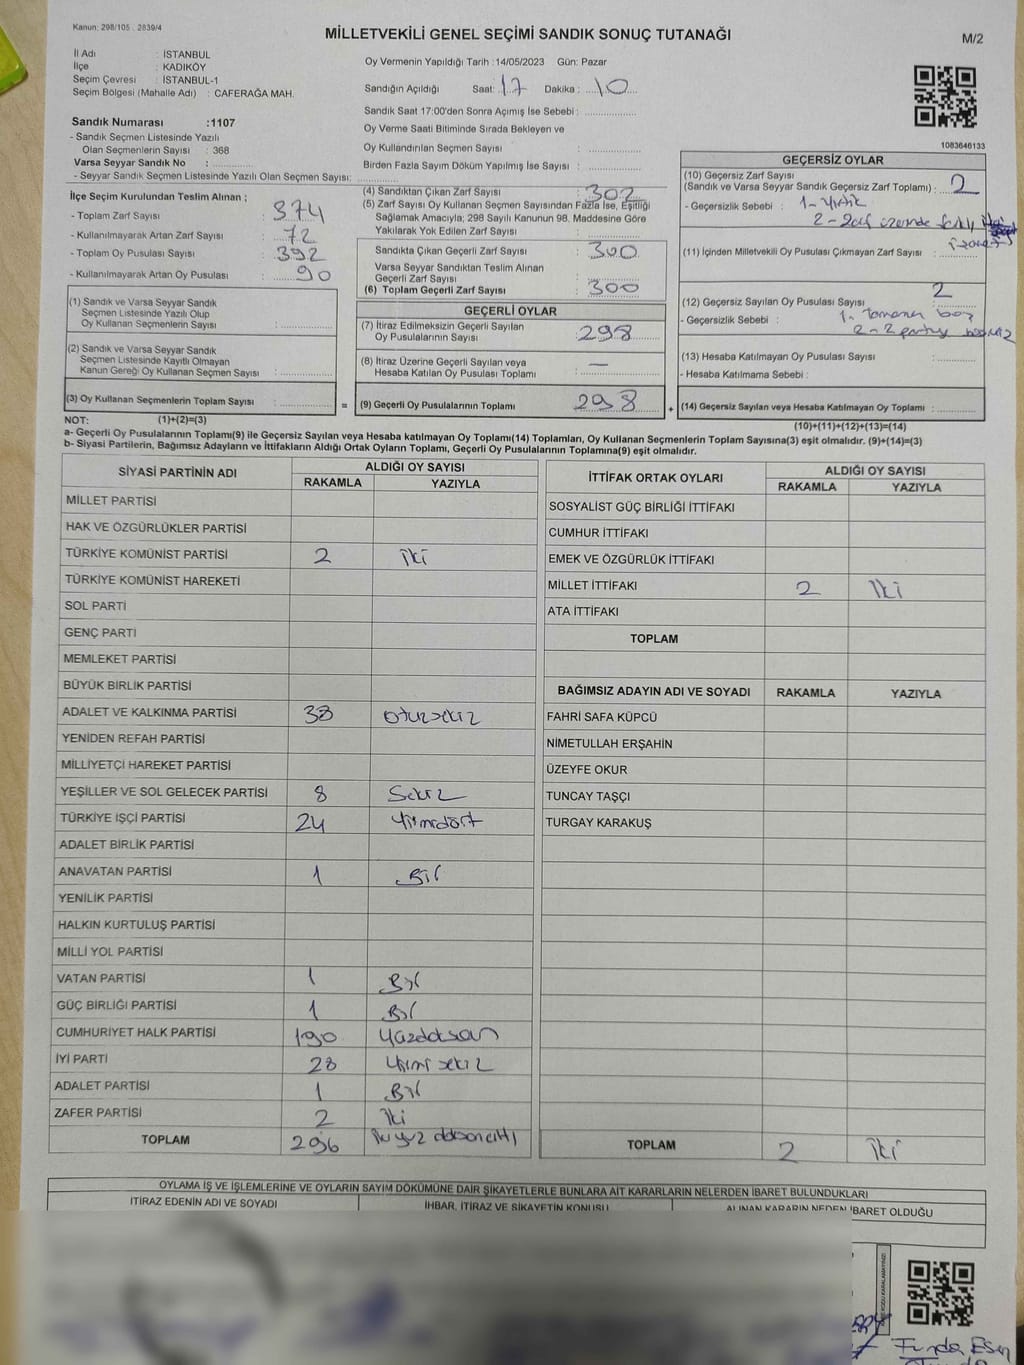 Kanun: 298/105 - 2839/4
MİLLETVEKİLİ GENEL SEÇİMİ SANDIK SONUÇ TUTANAĞI
M/2
İl Adı : İSTANBUL
İlçe : KADIKÖY
Seçim Çevresi : İSTANBUL-1
Seçim Bölgesi (Mahalle Adı) : CAFERAĞA MAH.
Oy Vermenin Yapıldığı Tarih : 14/05/2023 Gün: Pazar
Sandığın Açıldığı Saat: 17 Dakika : 10
Sandık Saat 17:00'den Sonra Açımış İse Sebebi :
Oy Verme Saati Bitiminde Sırada Bekleyen ve
Oy Kullandırılan Seçmen Sayısı :
Birden Fazla Sayım Döküm Yapılmış İse Sayısı :
1083646133
Sandık Numarası : 1107
- Sandık Seçmen Listesinde Yazılı
Olan Seçmenlerin Sayısı : 368
Varsa Seyyar Sandık No :
- Seyyar Sandık Seçmen Listesinde Yazılı Olan Seçmen Sayısı:
İlçe Seçim Kurulundan Teslim Alınan ;
- Toplam Zarf Sayısı : 374
- Kullanılmayarak Artan Zarf Sayısı : 72
- Toplam Oy Pusulası Sayısı : 392
- Kullanılmayarak Artan Oy Pusulası : 90
(4) Sandıktan Çıkan Zarf Sayısı : 302
(5) Zarf Sayısı Oy Kullanan Seçmen Sayısından Fazla İse, Eşitliği
Sağlamak Amacıyla; 298 Sayılı Kanunun 98. Maddesine Göre
Yakılarak Yok Edilen Zarf Sayısı :
Sandıkta Çıkan Geçerli Zarf Sayısı : 300
Varsa Seyyar Sandıktan Teslim Alınan
Geçerli Zarf Sayısı :
(6) Toplam Geçerli Zarf Sayısı : 300
GEÇERSİZ OYLAR
(10) Geçersiz Zarf Sayısı
(Sandık ve Varsa Seyyar Sandık Geçersiz Zarf Toplamı) : 2
- Geçersizlik Sebebi : 1- Yırtık
2- Zarf üzerinde
(11) İçinden Milletvekili Oy Pusulası Çıkmayan Zarf Sayısı :
(12) Geçersiz Sayılan Oy Pusulası Sayısı : 2
- Geçersizlik Sebebi : 1- Tamamı boş
2- 2 partiye
(13) Hesaba Katılmayan Oy Pusulası Sayısı :
- Hesaba Katılmama Sebebi :
(1) Sandık ve Varsa Seyyar Sandık
Seçmen Listesinde Yazılı Olup
Oy Kullanan Seçmenlerin Sayısı :
(2) Sandık ve Varsa Seyyar Sandık
Seçmen Listesinde Kayıtlı Olmayan
Kanun Gereği Oy Kullanan Seçmen Sayısı :
(3) Oy Kullanan Seçmenlerin Toplam Sayısı :
=
GEÇERLİ OYLAR
(7) İtiraz Edilmeksizin Geçerli Sayılan
Oy Pusulalarının Sayısı : 298
(8) İtiraz Üzerine Geçerli Sayılan veya
Hesaba Katılan Oy Pusulası Toplamı : —
(9) Geçerli Oy Pusulalarının Toplamı 298
+
(14) Geçersiz Sayılan veya Hesaba Katılmayan Oy Toplamı :
NOT: (1)+(2)=(3)
(10)+(11)+(12)+(13)=(14)
a- Geçerli Oy Pusulalarının Toplamı(9) ile Geçersiz Sayılan veya Hesaba katılmayan Oy Toplamı(14) Toplamları, Oy Kullanan Seçmenlerin Toplam Sayısına(3) eşit olmalıdır. (9)+(14)=(3)
b- Siyasi Partilerin, Bağımsız Adayların ve İttifakların Aldığı Ortak Oyların Toplamı, Geçerli Oy Pusulalarının Toplamına(9) eşit olmalıdır.
SİYASİ PARTİNİN ADI
ALDIĞI OY SAYISI
RAKAMLA YAZIYLA
MİLLET PARTİSİ
HAK VE ÖZGÜRLÜKLER PARTİSİ
TÜRKİYE KOMÜNİST PARTİSİ 2 iki
TÜRKİYE KOMÜNİST HAREKETİ
SOL PARTİ
GENÇ PARTİ
MEMLEKET PARTİSİ
BÜYÜK BİRLİK PARTİSİ
ADALET VE KALKINMA PARTİSİ 38 otuzsekiz
YENİDEN REFAH PARTİSİ
MİLLİYETÇİ HAREKET PARTİSİ
YEŞİLLER VE SOL GELECEK PARTİSİ 8 Sekiz
TÜRKİYE İŞÇİ PARTİSİ 24 Yirmidört
ADALET BİRLİK PARTİSİ
ANAVATAN PARTİSİ 1 Bir
YENİLİK PARTİSİ
HALKIN KURTULUŞ PARTİSİ
MİLLİ YOL PARTİSİ
VATAN PARTİSİ 1 Bir
GÜÇ BİRLİĞİ PARTİSİ 1 Bir
CUMHURİYET HALK PARTİSİ 190 Yüzdoksan
İYİ PARTİ 28 Yirmi sekiz
ADALET PARTİSİ 1 Bir
ZAFER PARTİSİ 2 İki
TOPLAM 296 İkiyüz doksanaltı
İTTİFAK ORTAK OYLARI
ALDIĞI OY SAYISI
RAKAMLA YAZIYLA
SOSYALİST GÜÇ BİRLİĞİ İTTİFAKI
CUMHUR İTTİFAKI
EMEK VE ÖZGÜRLÜK İTTİFAKI
MİLLET İTTİFAKI 2 İki
ATA İTTİFAKI
TOPLAM
BAĞIMSIZ ADAYIN ADI VE SOYADI RAKAMLA YAZIYLA
FAHRİ SAFA KÜPCÜ
NİMETULLAH ERŞAHİN
ÜZEYFE OKUR
TUNCAY TAŞÇI
TURGAY KARAKUŞ
TOPLAM 2 İki
OYLAMA İŞ VE İŞLEMLERİNE VE OYLARIN SAYIM DÖKÜMÜNE DAİR ŞİKAYETLERLE BUNLARA AİT KARARLARIN NELERDEN İBARET BULUNDUKLARI
İTİRAZ EDENİN ADI VE SOYADI
İHBAR, İTİRAZ VE ŞİKAYETİN KONUSU
ALINAN KARARIN NEDEN İBARET OLDUĞU
Funda Esen